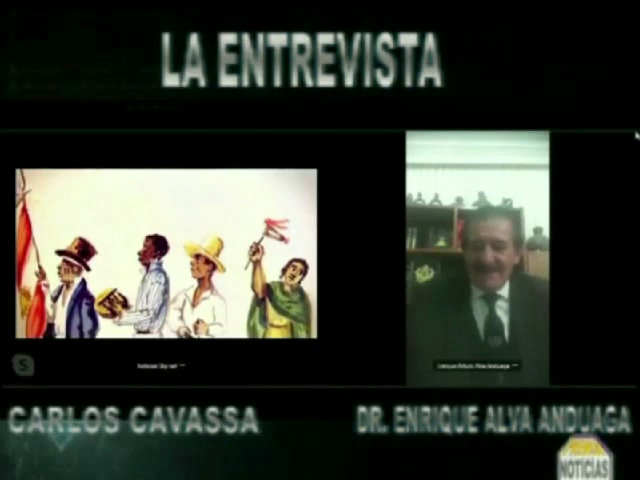 LA ENTREVISTA
CARLOS CAVASSA
DR. ENRIQUE ALVA ANDUAGA
NOTICIAS